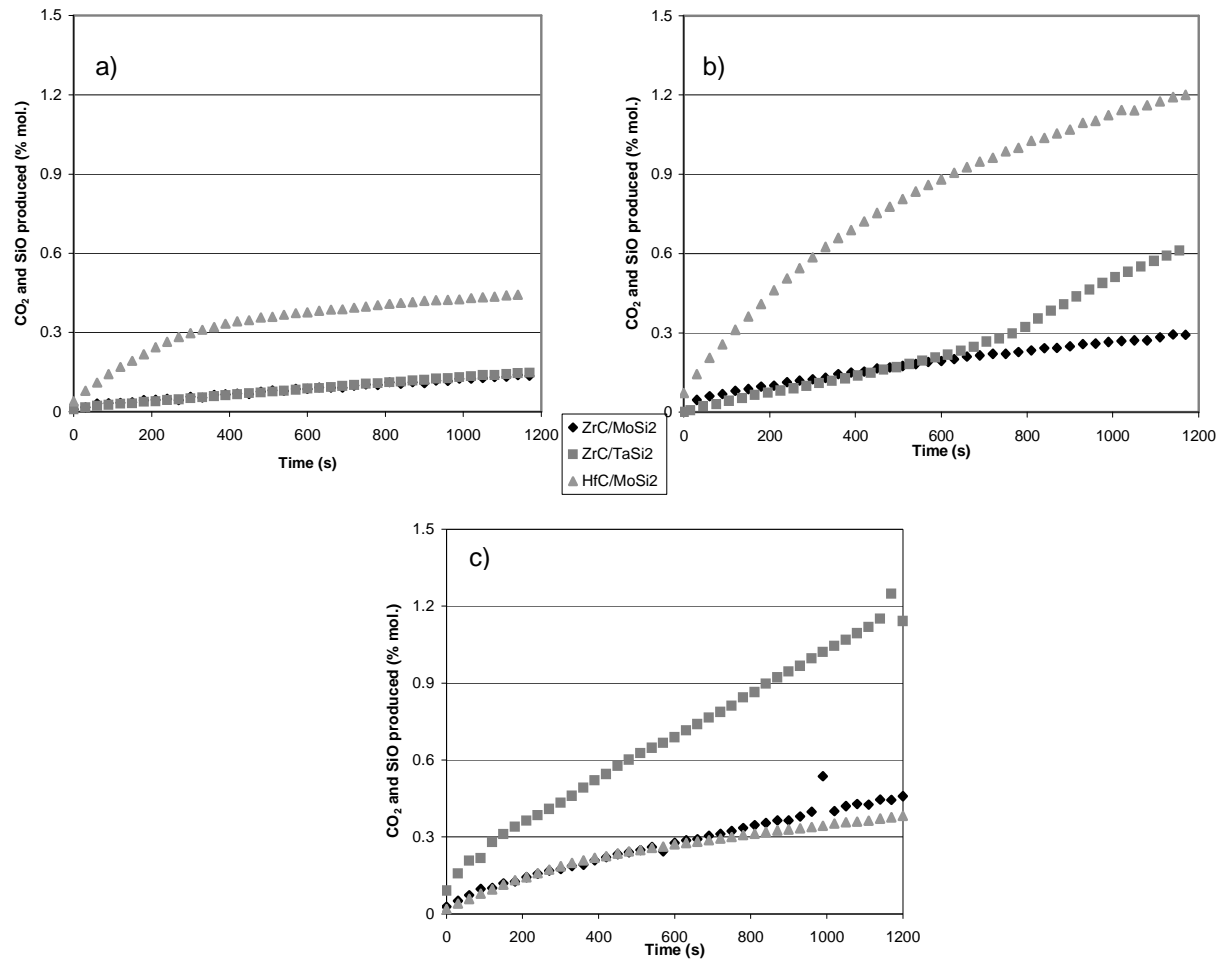 a)
1.5
1.2
0.9
0.6
0.3
0
CO₂ and SiO produced (% mol.)
0 200 400 600 800 1000 1200
Time (s)
b)
1.5
1.2
0.9
0.6
0.3
0
CO₂ and SiO produced (% mol.)
0 200 400 600 800 1000 1200
Time (s)
ZrC/MoSi2
ZrC/TaSi2
HfC/MoSi2
c)
1.5
1.2
0.9
0.6
0.3
0
CO₂ and SiO produced (% mol.)
0 200 400 600 800 1000 1200
Time (s)